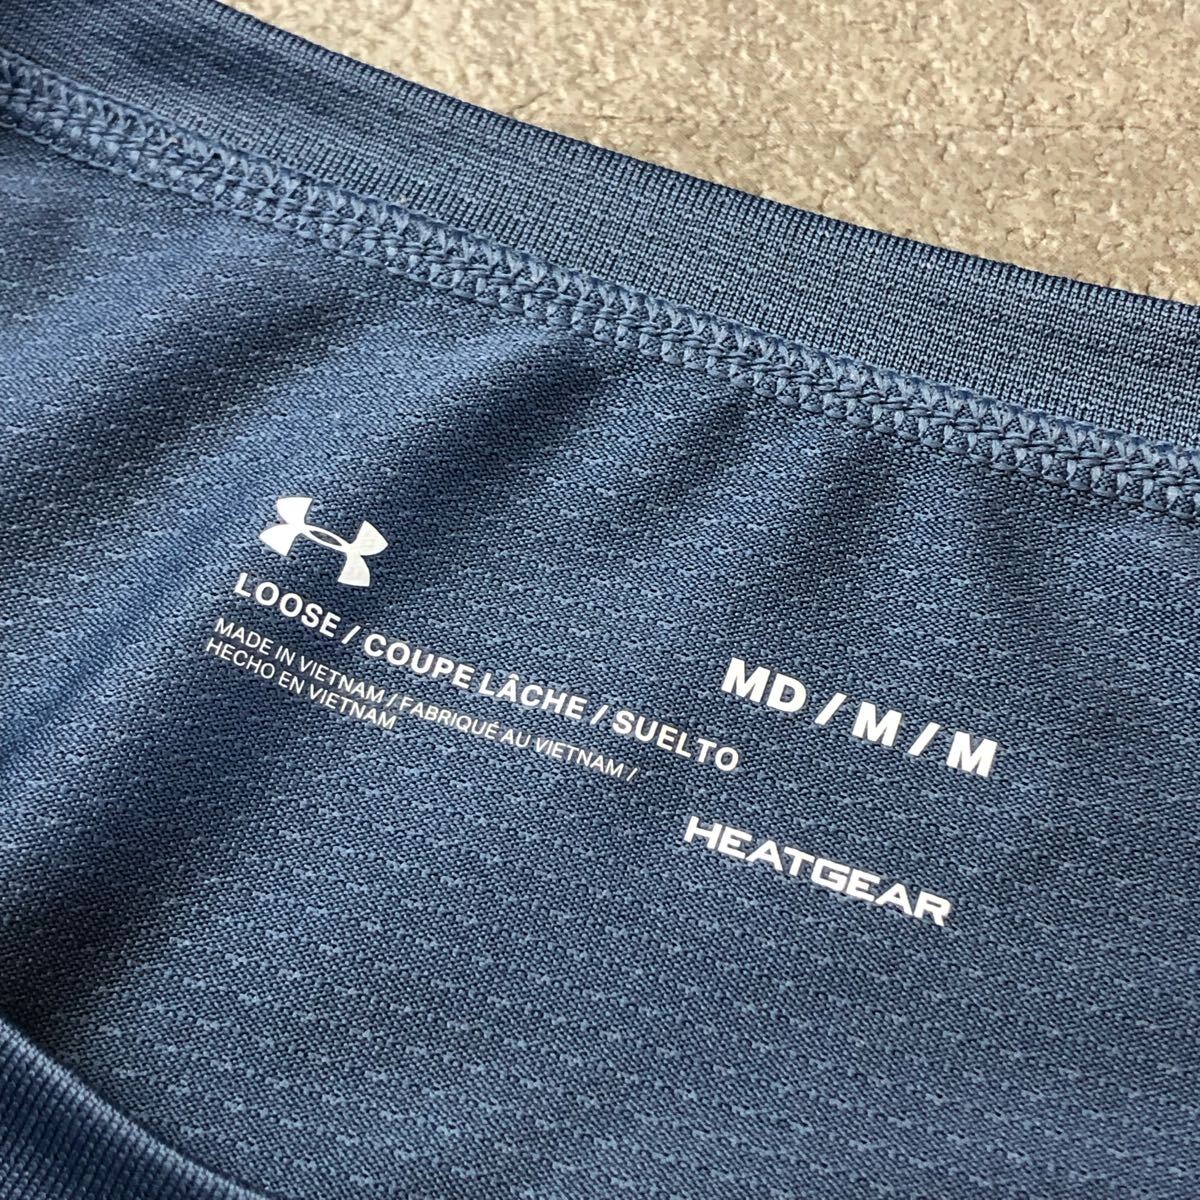 LOOSE / COUPE LÂCHE / SUELTO
MADE IN VIETNAM / FABRIQUÉ AU VIETNAM /
HECHO EN VIETNAM
MD / M / M
HEATGEAR